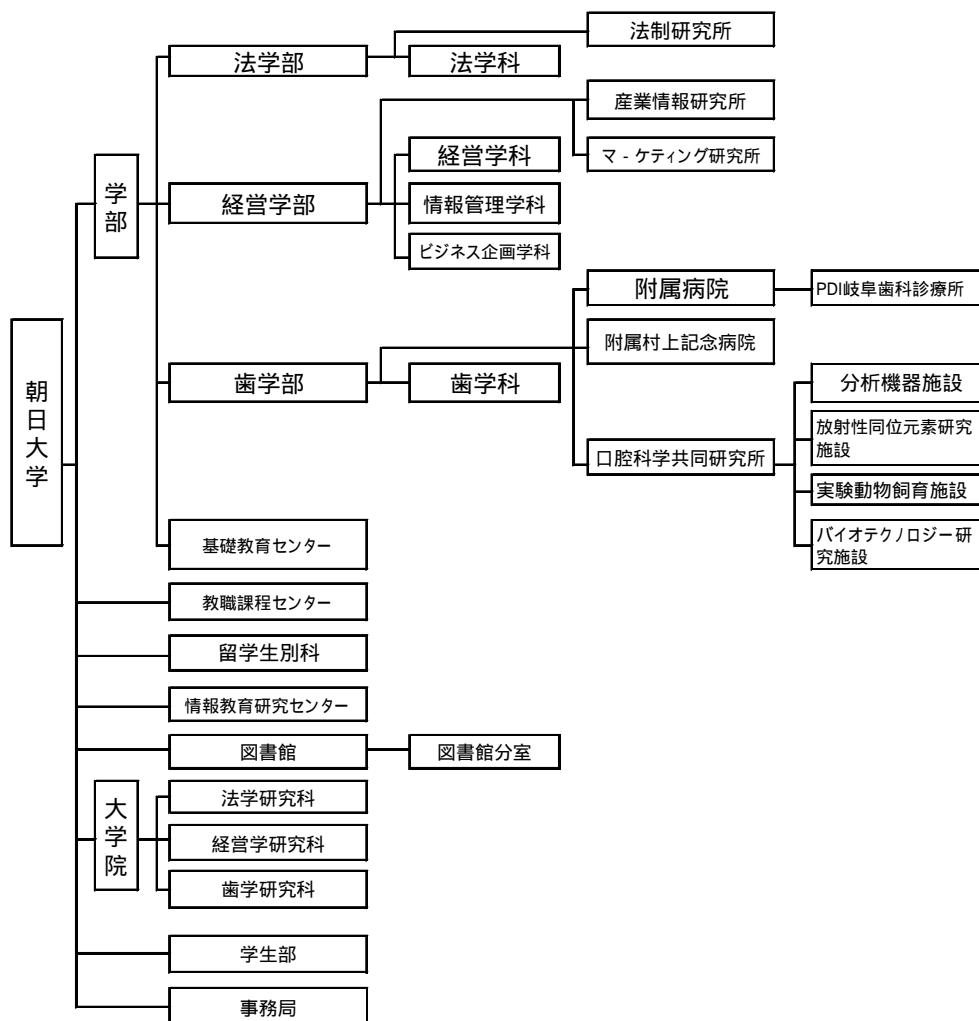 法制研究所
法学部
法学科
産業情報研究所
経営学科
マ - ケティング研究所
学部
経営学部
情報管理学科
ビジネス企画学科
附属病院
PDI岐阜歯科診療所
附属村上記念病院
朝日大学
歯学部
歯学科
分析機器施設
放射性同位元素研究
施設
口腔科学共同研究所
実験動物飼育施設
バイオテクノロジー研
究施設
基礎教育センター
教職課程センター
留学生別科
情報教育研究センター
図書館
図書館分室
大学院
法学研究科
経営学研究科
歯学研究科
学生部
事務局